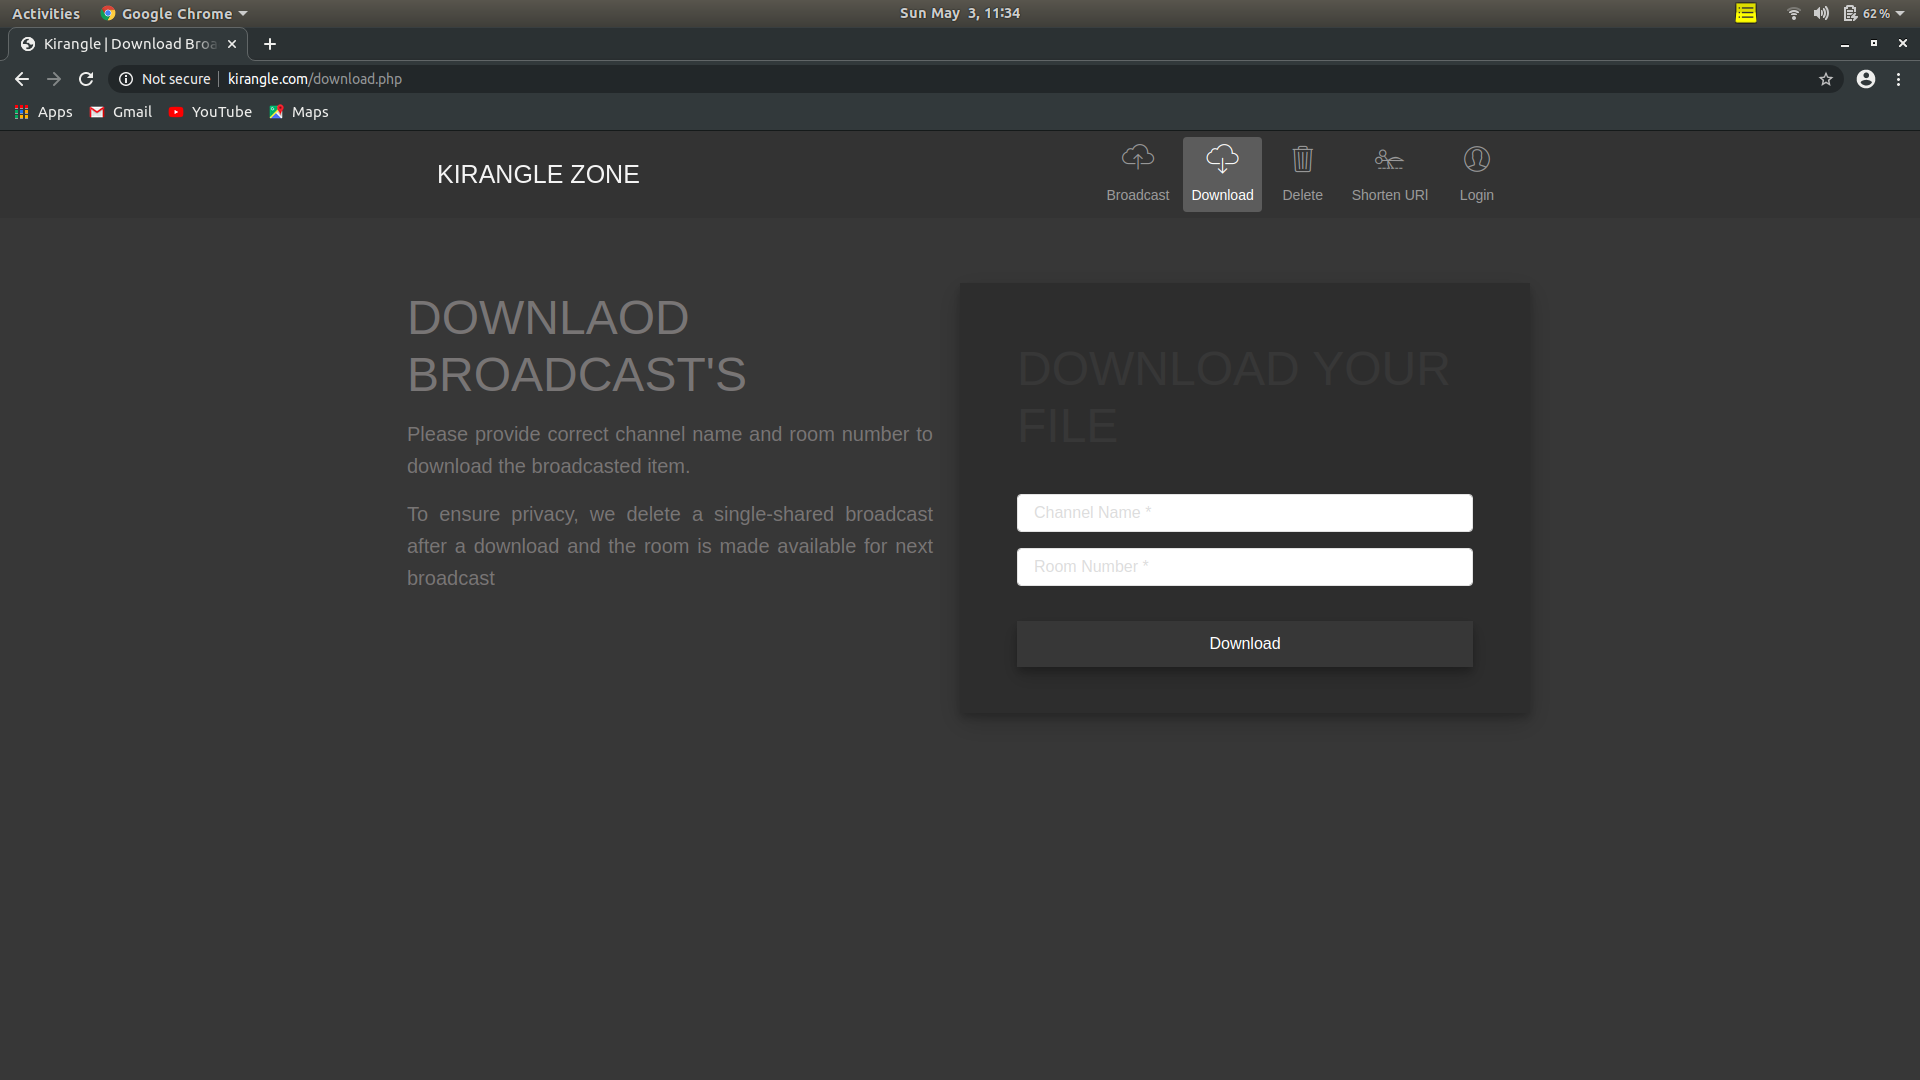 Activities
Google Chrome
Sun May 3, 11:34
62 %
Kirangle | Download Broa
Not secure
kirangle.com/download.php
Apps
Gmail
YouTube
Maps
KIRANGLE ZONE
Broadcast
Download
Delete
Shorten URl
Login
DOWNLAOD
BROADCAST'S
Please provide correct channel name and room number to
download the broadcasted item.
To ensure privacy, we delete a single-shared broadcast
after a download and the room is made available for next
broadcast
DOWNLOAD YOUR
FILE
Channel Name *
Room Number *
Download